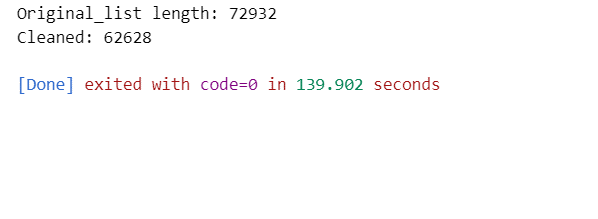 Original_list length: 72932
Cleaned: 62628
[Done] exited with code=0 in 139.902 seconds